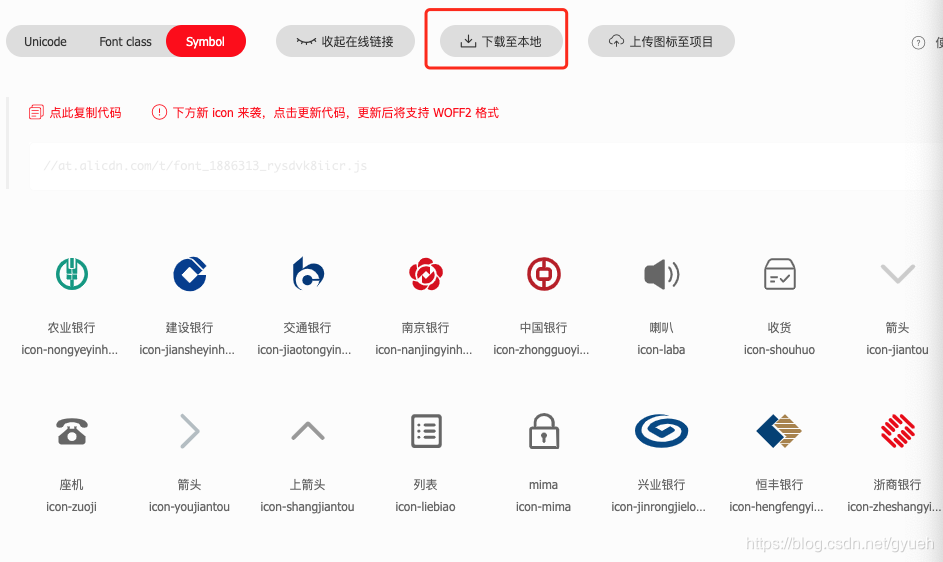 Unicode Font class Symbol 收起在线链接 下载至本地 上传图标至项目 ?
点此复制代码 下方新 icon 来袭，点击更新代码，更新后将支持 WOFF2 格式
//at.alicdn.com/t/font_1886313_rysdvk8iicr.js
农业银行 建设银行 交通银行 南京银行 中国银行 喇叭 收货 箭头
icon-nongyeyinh... icon-jiansheyinh... icon-jiaotongyin... icon-nanjingyinh... icon-zhongguoyi... icon-laba icon-shouhuo icon-jiantou
座机 箭头 上箭头 列表 mima 兴业银行 恒丰银行 浙商银行
icon-zuoji icon-youjiantou icon-shangjiantou icon-liebiao icon-mima icon-jinrongjielo... icon-hengfengyi... icon-zheshangyi...
https://blog.csdn.net/gyueh